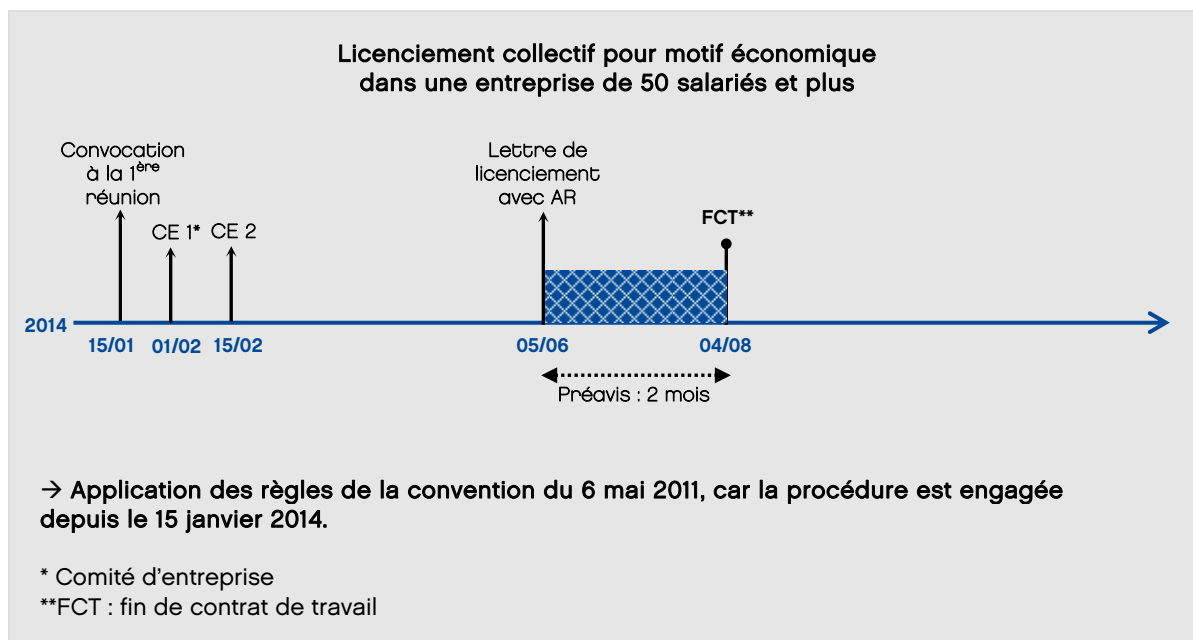 Licenciement collectif pour motif économique
dans une entreprise de 50 salariés et plus
Convocation
à la 1ère
réunion
CE 1*
CE 2
Lettre de
licenciement
avec AR
FCT**
2014
15/01
01/02
15/02
05/06
04/08
Préavis : 2 mois
→ Application des règles de la convention du 6 mai 2011, car la procédure est engagée
depuis le 15 janvier 2014.
* Comité d’entreprise
**FCT : fin de contrat de travail